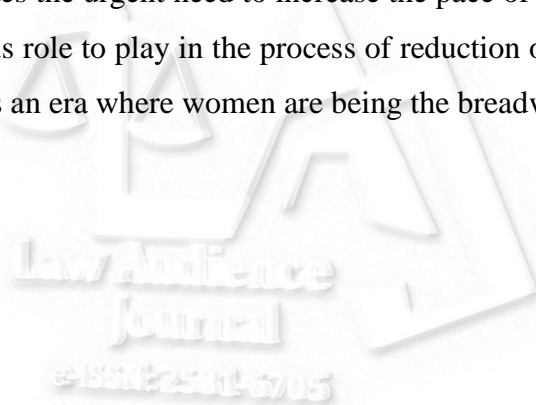 es the urgent need to increase the pace of
s role to play in the process of reduction o
s an era where women are being the breadw
Law Audience
Journal
e-ISSN: 2581-6705